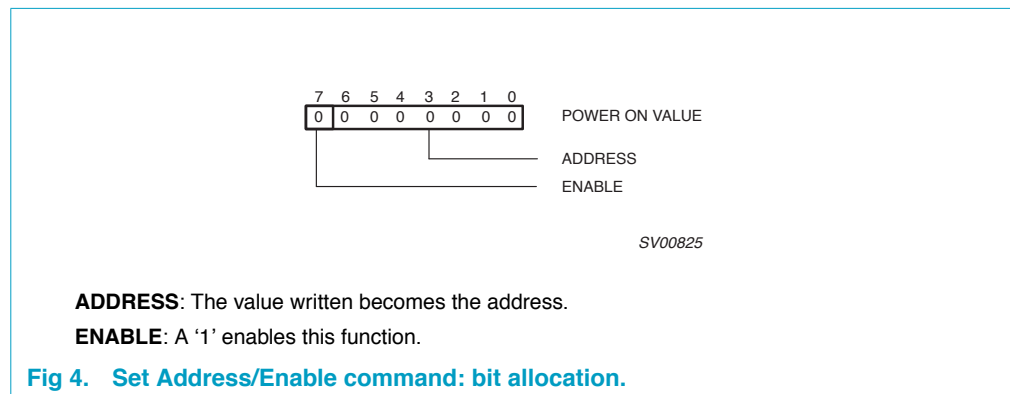 7 6 5 4 3 2 1 0
0 0 0 0 0 0 0 0 POWER ON VALUE
ADDRESS
ENABLE
SV00825
ADDRESS: The value written becomes the address.
ENABLE: A ‘1’ enables this function.
Fig 4. Set Address/Enable command: bit allocation.